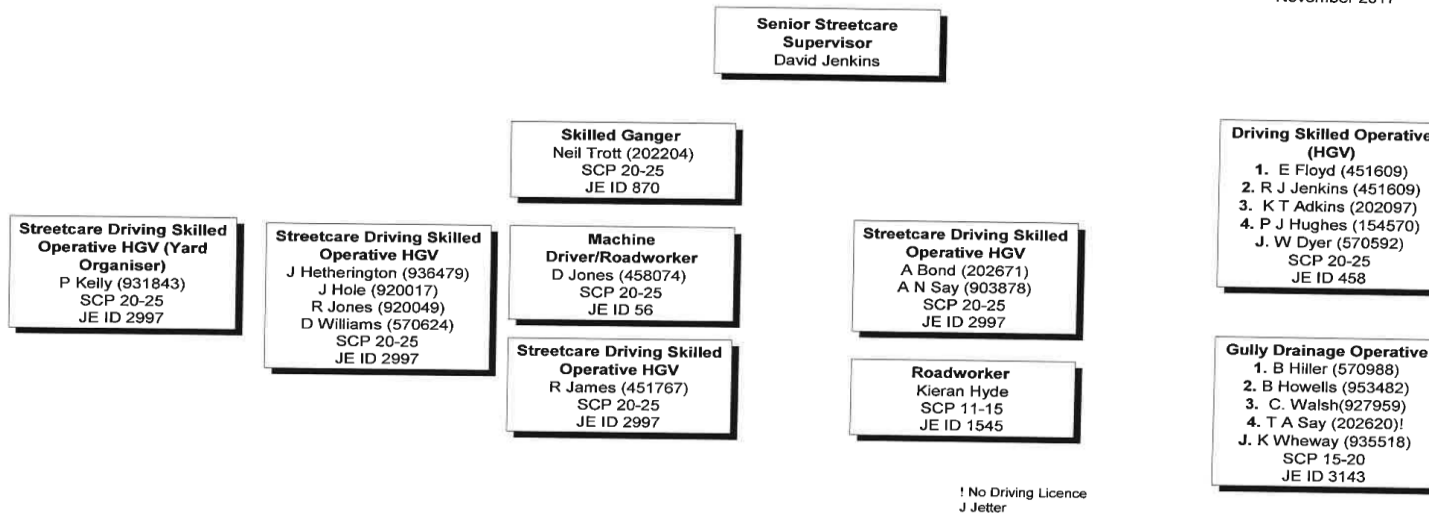 November 2017
Senior Streetcare
Supervisor
David Jenkins
Skilled Ganger
Neil Trott (202204)
SCP 20-25
JE ID 870
Driving Skilled Operative
(HGV)
1. E Floyd (451609)
2. R J Jenkins (451609)
3. K T Adkins (202097)
4. P J Hughes (154570)
J. W Dyer (570592)
SCP 20-25
JE ID 458
Streetcare Driving Skilled
Operative HGV (Yard
Organiser)
P Kelly (931843)
SCP 20-25
JE ID 2997
Streetcare Driving Skilled
Operative HGV
J Hetherington (936479)
J Hole (920017)
R Jones (920049)
D Williams (570624)
SCP 20-25
JE ID 2997
Machine
Driver/Roadworker
D Jones (458074)
SCP 20-25
JE ID 56
Streetcare Driving Skilled
Operative HGV
A Bond (202671)
A N Say (903878)
SCP 20-25
JE ID 2997
Streetcare Driving Skilled
Operative HGV
R James (451767)
SCP 20-25
JE ID 2997
Roadworker
Kieran Hyde
SCP 11-15
JE ID 1545
Gully Drainage Operative
1. B Hiller (570988)
2. B Howells (953482)
3. C. Walsh(927959)
4. T A Say (202620)!
J. K Wheway (935518)
SCP 15-20
JE ID 3143
! No Driving Licence
J Jetter